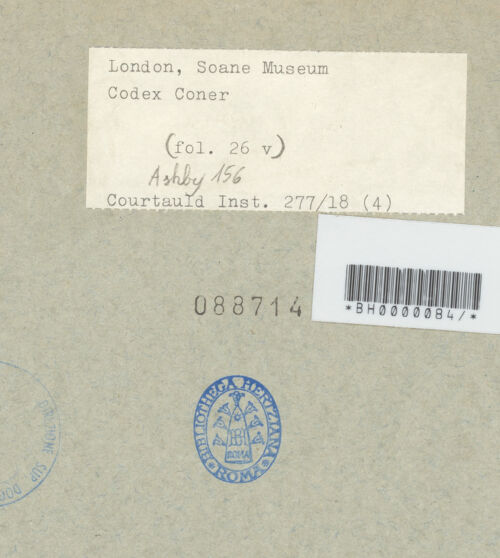 London, Soane Museum
Codex Coner
(fol. 26 v)
Ashby 156
Courtauld Inst. 277/18 (4)
*BH0000084/*
088714
BIBLIOTHECA HERTZIANA
ROMA
ROMA